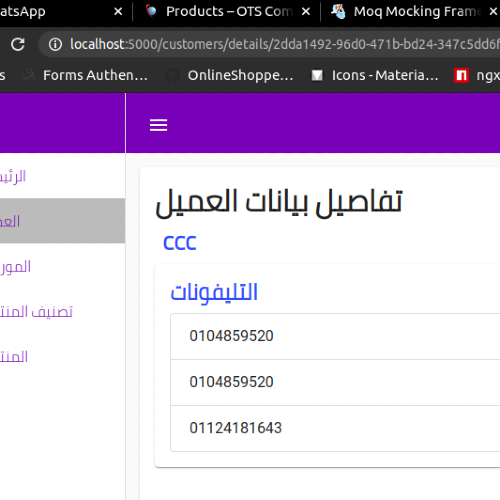 atsApp Products – OTS Com Moq Mocking Frame
localhost:5000/customers/details/2dda1492-96d0-471b-bd24-347c5dd6f
s Forms Authen... OnlineShoppe... Icons - Materia... ngx
الرئي
تفاصيل بيانات العميل
العم
CCC
المور
التليفونات
تصنيف المنت
0104859520
المنت
0104859520
01124181643